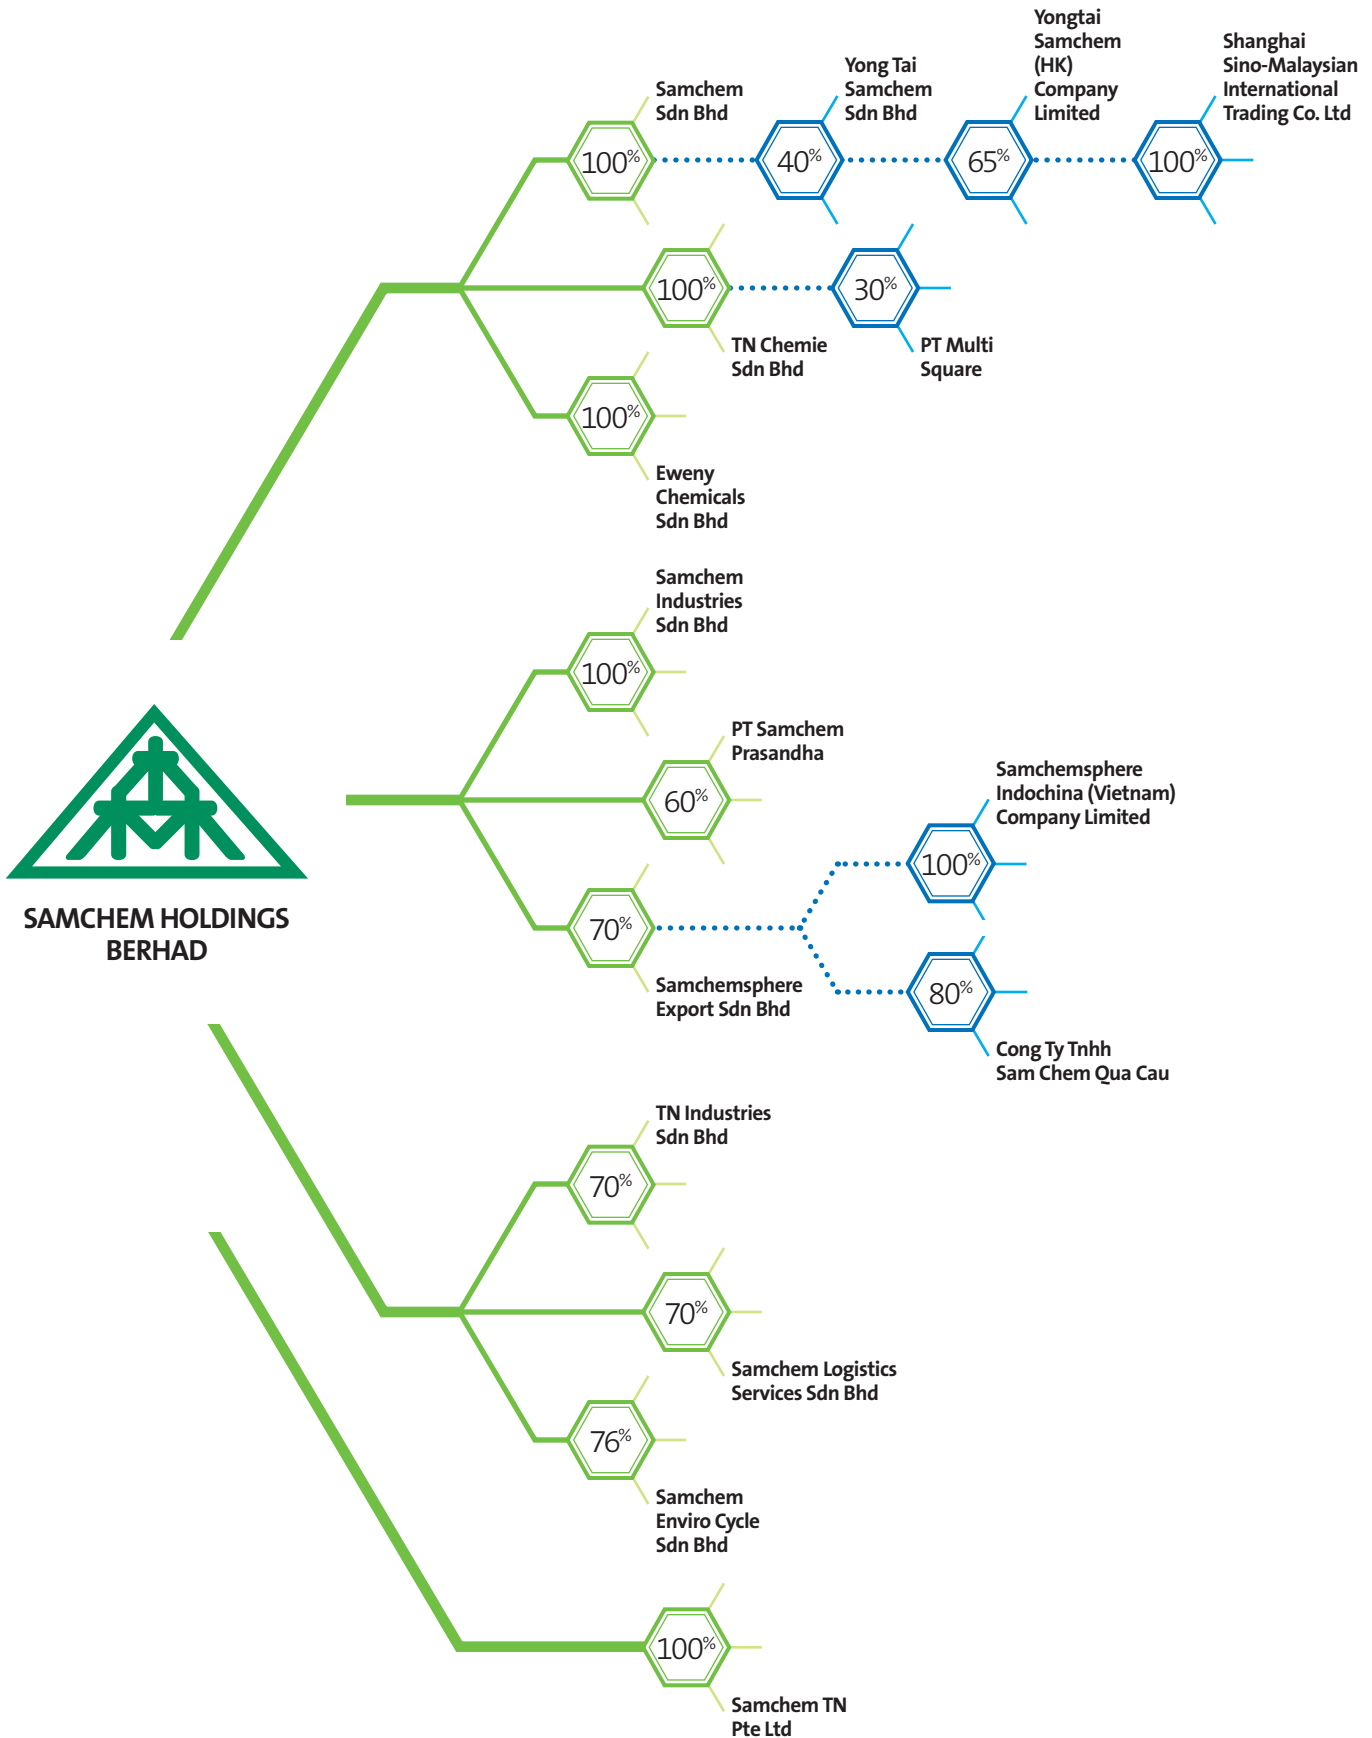 Samchem
Sdn Bhd
100%
Yong Tai
Samchem
Sdn Bhd
40%
Yongtai
Samchem
(HK)
Company
Limited
65%
Shanghai
Sino-Malaysian
International
Trading Co. Ltd
100%
100%
TN Chemie
Sdn Bhd
30%
PT Multi
Square
100%
Eweny
Chemicals
Sdn Bhd
Samchem
Industries
Sdn Bhd
100%
PT Samchem
Prasandha
60%
Samchemsphere
Indochina (Vietnam)
Company Limited
100%
70%
Samchemsphere
Export Sdn Bhd
80%
Cong Ty Tnhh
Sam Chem Qua Cau
SAMCHEM HOLDINGS
BERHAD
TN Industries
Sdn Bhd
70%
70%
Samchem Logistics
Services Sdn Bhd
76%
Samchem
Enviro Cycle
Sdn Bhd
100%
Samchem TN
Pte Ltd